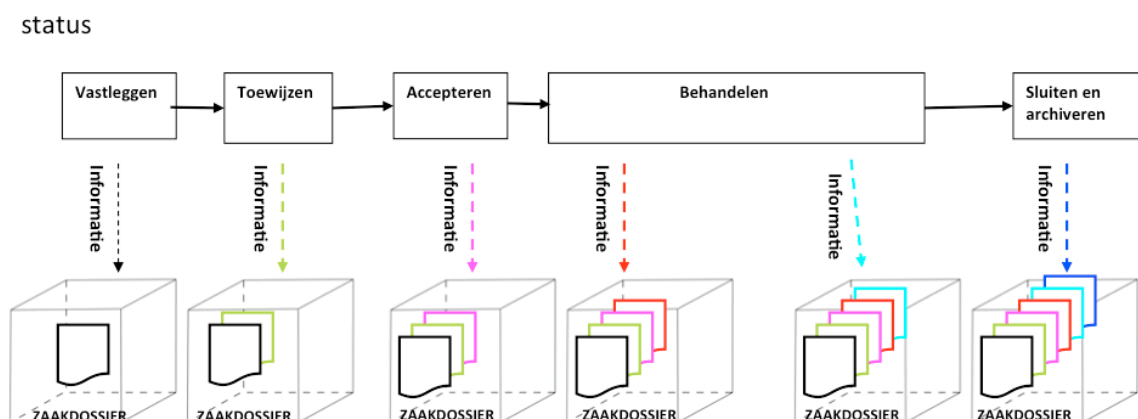 status
Vastleggen
Toewijzen
Accepteren
Behandelen
Sluiten en
archiveren
Informatie
Informatie
Informatie
Informatie
Informatie
Informatie
ZAAKDOSSIER
ZAAKDOSSIER
ZAAKDOSSIER
ZAAKDOSSIER
ZAAKDOSSIER
ZAAKDOSSIER